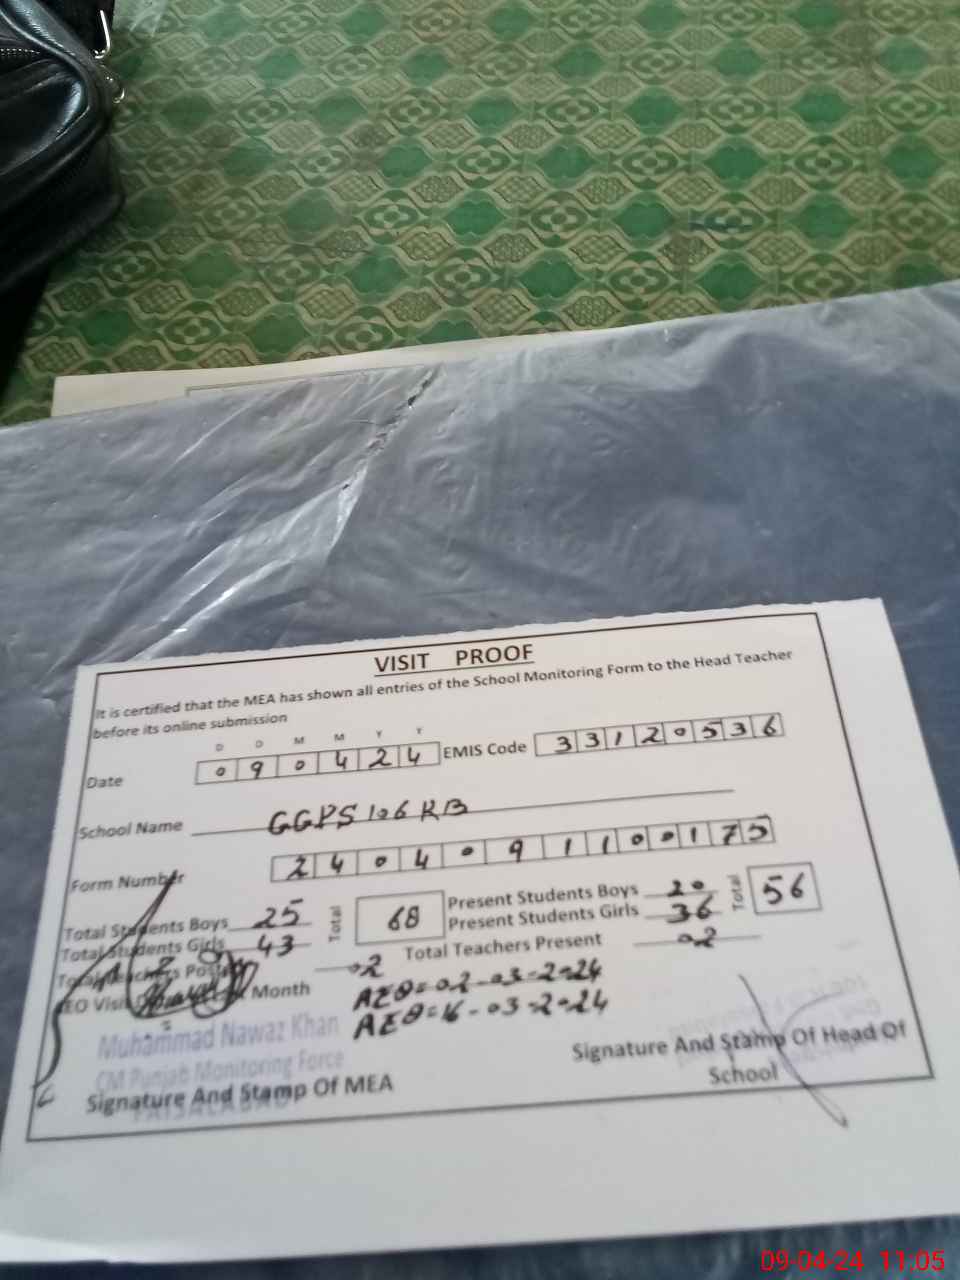 VISIT PROOF
It is certified that the MEA has shown all entries of the School Monitoring Form to the Head Teacher
before its online submission
D D M M Y Y
Date 0 9 0 4 2 4 EMIS Code 3 3 1 2 0 5 3 6
School Name GGPS 106 RB
Form Number 2 4 0 4 0 9 1 1 0 0 1 7 5
Total Students Boys 25 Total 68 Present Students Boys 20 Total 56
Total Students Girls 43 Present Students Girls 36
Total Teachers 02 Total Teachers Present 02
Visit Month AEO = 02-03-2024
AEO = 16-03-2024
Muhammad Nawaz Khan
CM Punjab Monitoring Force
FAISALABAD
Signature And Stamp Of MEA
Signature And Stamp Of Head Of
School
09-04-24 11:05